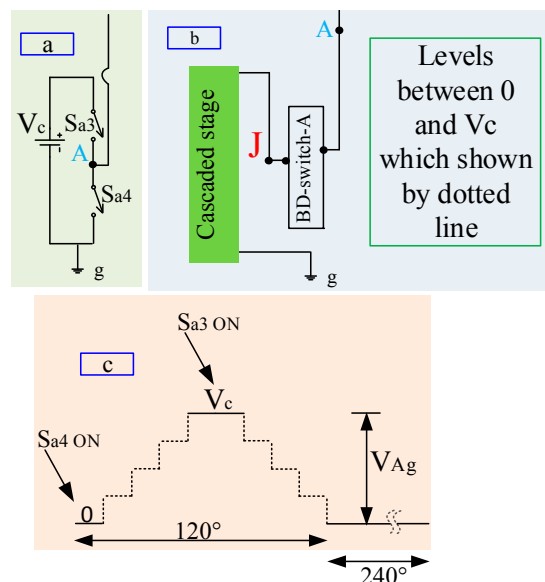 a
Vc
Sa3
A
Sa4
g
b
A
Cascaded stage
J
BD-switch-A
g
Levels
between 0
and Vc
which shown
by dotted
line
c
Sa3 ON
Vc
Sa4 ON
0
VAg
120°
240°